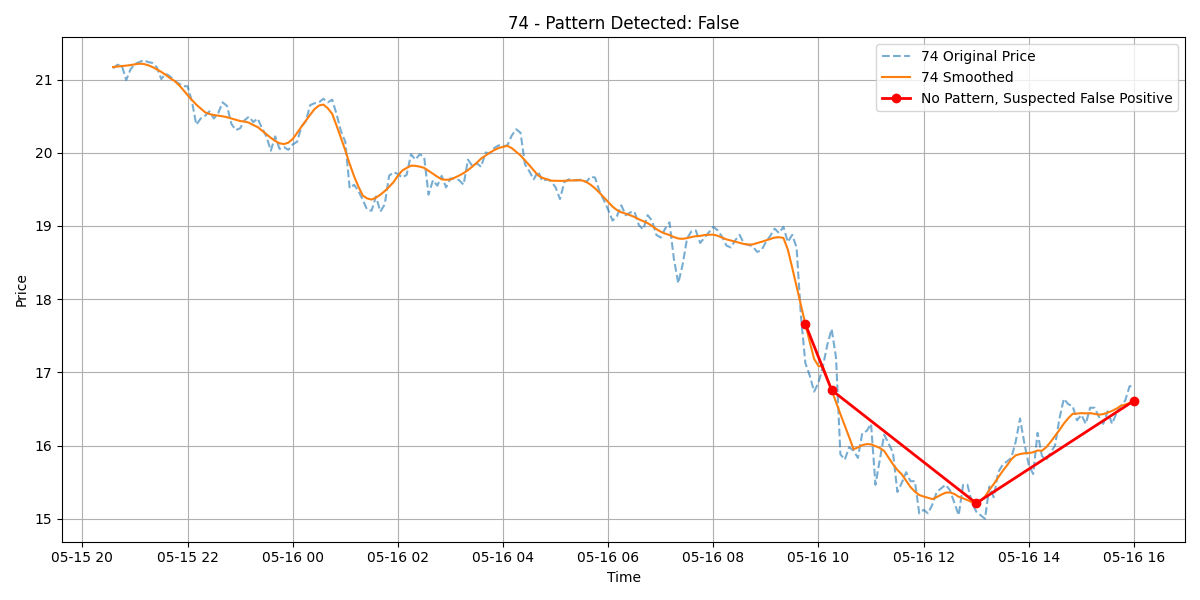 74 - Pattern Detected: False
74 Original Price
74 Smoothed
No Pattern, Suspected False Positive
Price
21
20
19
18
17
16
15
05-15 20 05-15 22 05-16 00 05-16 02 05-16 04 05-16 06 05-16 08 05-16 10 05-16 12 05-16 14 05-16 16
Time